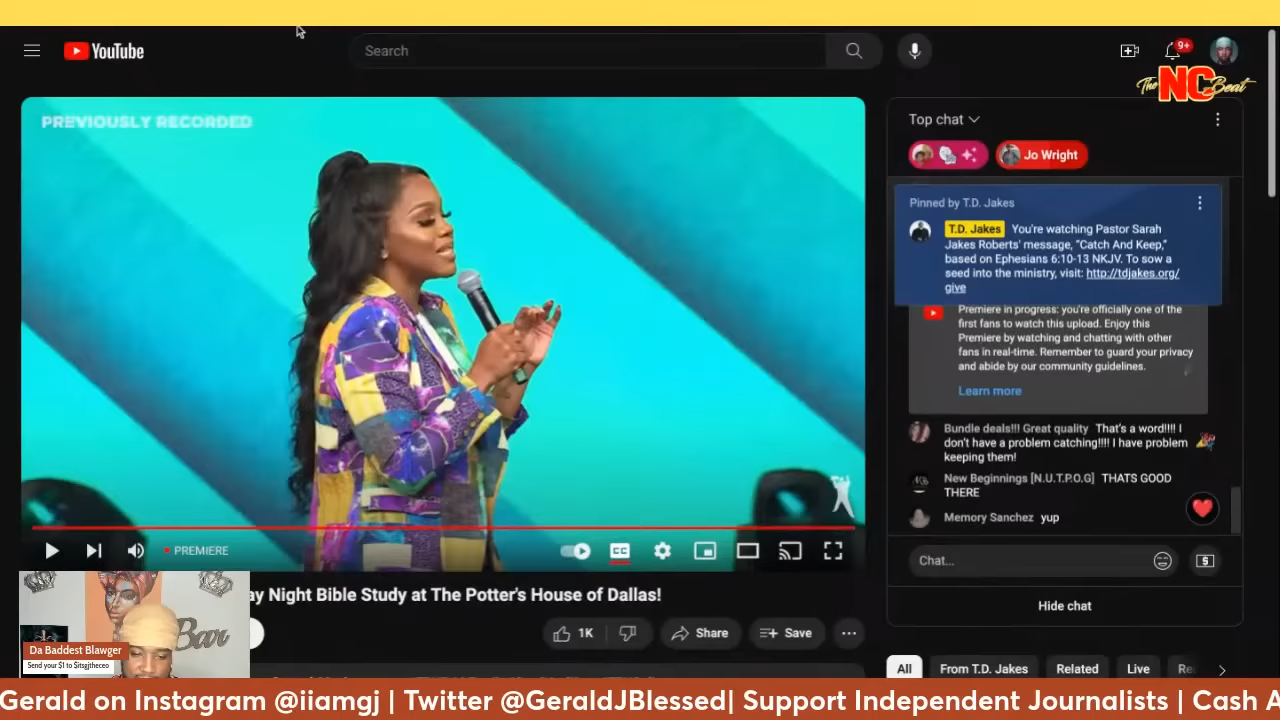 YouTube
Search
9+
The NC Beat
PREVIOUSLY RECORDED
Top chat
Jo Wright
Pinned by T.D. Jakes
T.D. Jakes You're watching Pastor Sarah
Jakes Roberts' message, "Catch And Keep,"
based on Ephesians 6:10-13 NKJV. To sow a
seed into the ministry, visit: http://tdjakes.org/
give
Premiere in progress: you're officially one of the
first fans to watch this upload. Enjoy this
Premiere by watching and chatting with other
fans in real-time. Remember to guard your privacy
and abide by our community guidelines.
Learn more
Bundle deals!!! Great quality That's a word!!!! I
don't have a problem catching!!!! I have problem
keeping them!
New Beginnings [N.U.T.P.O.G] THATS GOOD
THERE
Memory Sanchez yup
PREMIERE
CC
Chat...
Hide chat
ay Night Bible Study at The Potter's House of Dallas!
1K
Share
Save
Bar
Da Baddest Blawger
Send your $1 to $itsgjtheceo
All
From T.D. Jakes
Related
Live
Re
Gerald on Instagram @iiamgj | Twitter @GeraldJBlessed| Support Independent Journalists | Cash A